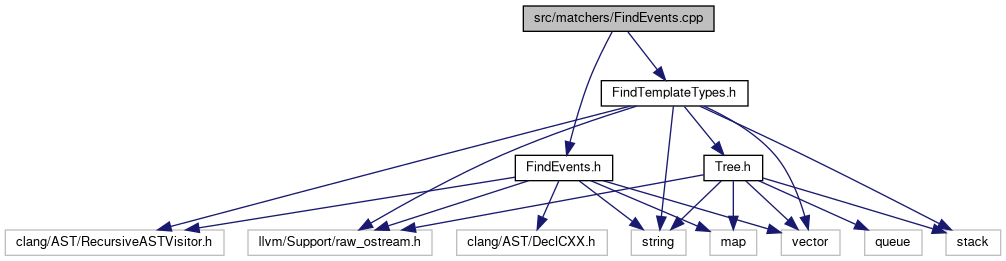 src/matchers/FindEvents.cpp
FindTemplateTypes.h
FindEvents.h
Tree.h
clang/AST/RecursiveASTVisitor.h
llvm/Support/raw_ostream.h
clang/AST/DeclCXX.h
string
map
vector
queue
stack